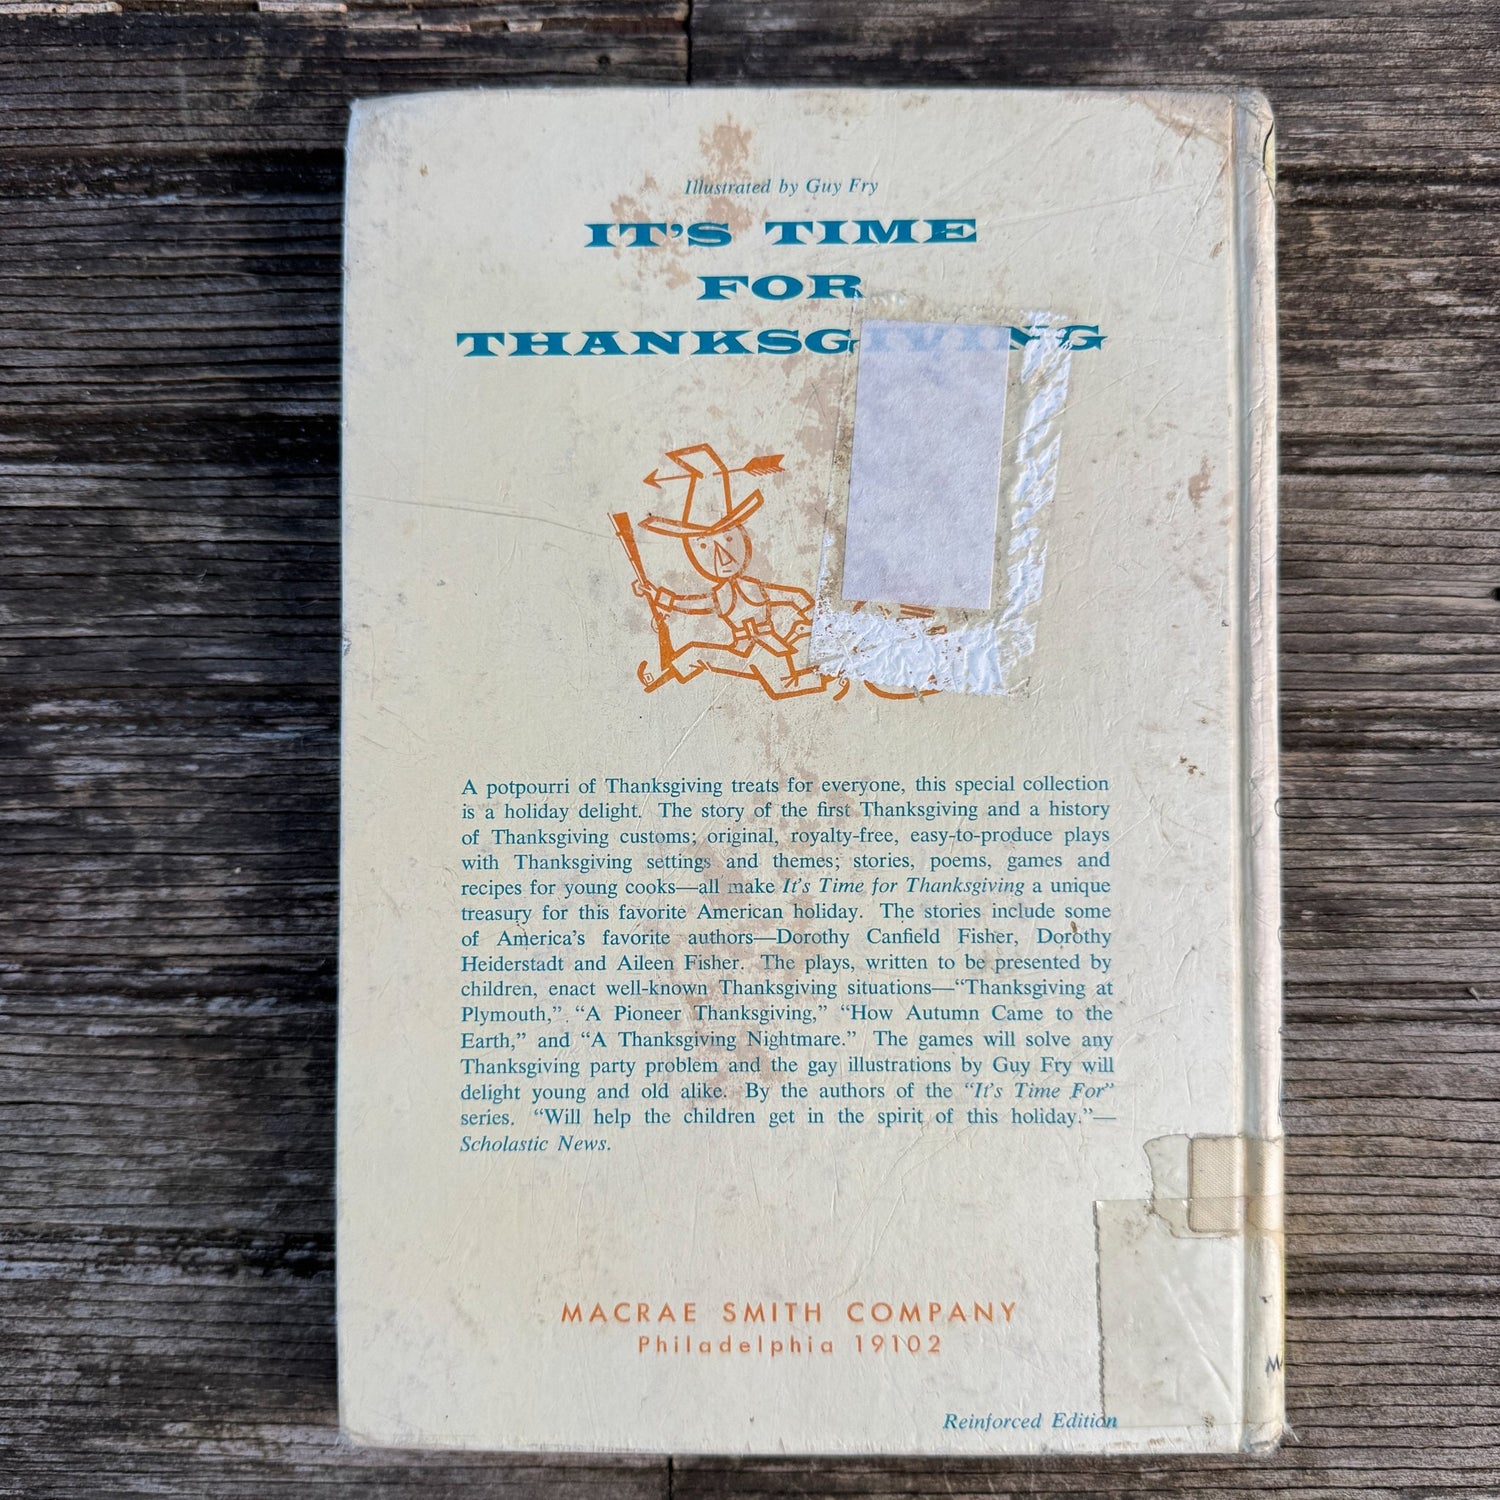 Illustrated by Guy Fry
IT'S TIME
FOR
THANKSGIVING
A potpourri of Thanksgiving treats for everyone, this special collection
is a holiday delight. The story of the first Thanksgiving and a history
of Thanksgiving customs; original, royalty-free, easy-to-produce plays
with Thanksgiving settings and themes; stories, poems, games and
recipes for young cooks—all make It's Time for Thanksgiving a unique
treasury for this favorite American holiday. The stories include some
of America's favorite authors—Dorothy Canfield Fisher, Dorothy
Heiderstadt and Aileen Fisher. The plays, written to be presented by
children, enact well-known Thanksgiving situations—“Thanksgiving at
Plymouth,” “A Pioneer Thanksgiving,” “How Autumn Came to the
Earth,” and “A Thanksgiving Nightmare.” The games will solve any
Thanksgiving party problem and the gay illustrations by Guy Fry will
delight young and old alike. By the authors of the “It's Time For”
series. “Will help the children get in the spirit of this holiday.”—
Scholastic News.
MACRAE SMITH COMPANY
Philadelphia 19102
Reinforced Edition